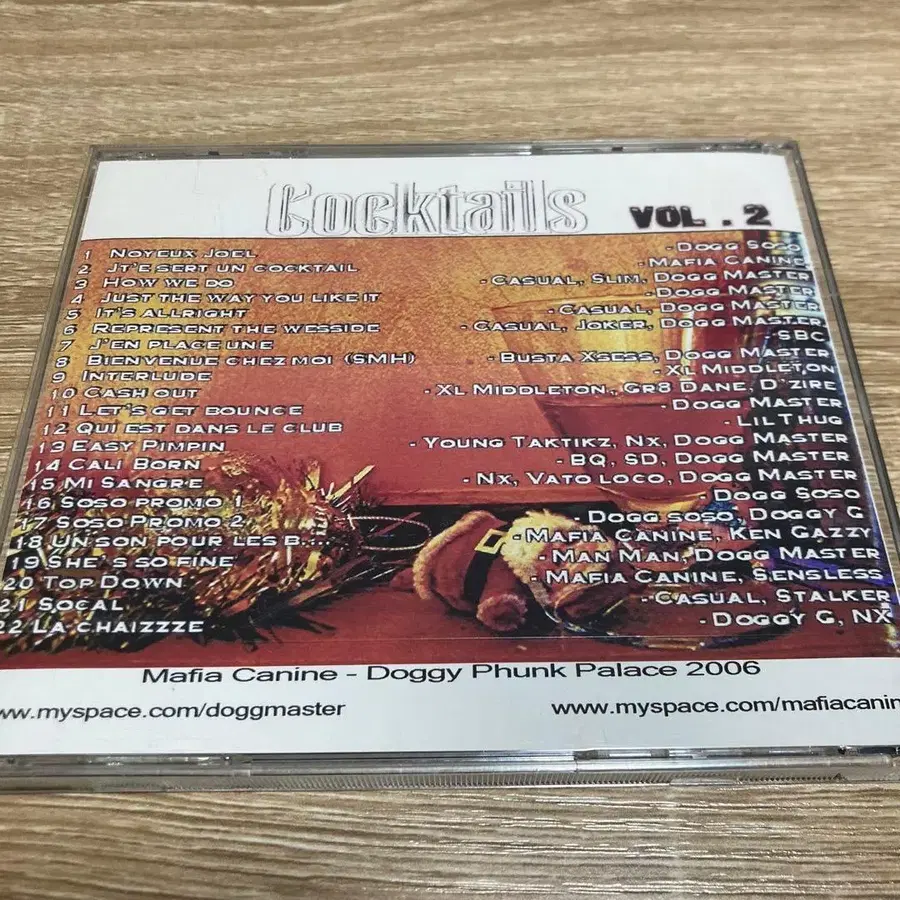 Cocktails VOL . 2
1 Noyeux Joel - Dogg Soso
2 Jt'e sert un cocktail - Mafia Canine
3 How we do - Casual, Slim, Dogg Master
4 Just the way you like it - Dogg Master
5 It's allright - Casual, Dogg Master
6 Represent the wesside - Casual, Joker, Dogg Master
7 J'en place une SBC
8 Bienvenue chez moi (SMH) - Busta Xsess, Dogg Master
9 Interlude - XL Middleton
10 Cash out - XL Middleton, Gr8 Dane, D'zire
11 Let's get bounce - Dogg Master
12 Qui est dans le club - Lil Thug
13 Easy Pimpin - Young Taktikz, Nx, Dogg Master
14 Cali Born - BQ, SD, Dogg Master
15 Mi Sangre - Nx, Vato Loco, Dogg Master
16 Soso promo 1 Dogg Soso
17 Soso Promo 2 - Dogg soso, Doggy G
18 Un son pour les b... - Mafia Canine, Ken Gazzy
19 She's so fine - Man Man, Dogg Master
20 Top Down - Mafia Canine, Sensless
21 Socal - Casual, Stalker
22 La chaizzze - Doggy G, NX
Mafia Canine - Doggy Phunk Palace 2006
www.myspace.com/doggmaster www.myspace.com/mafiacanin